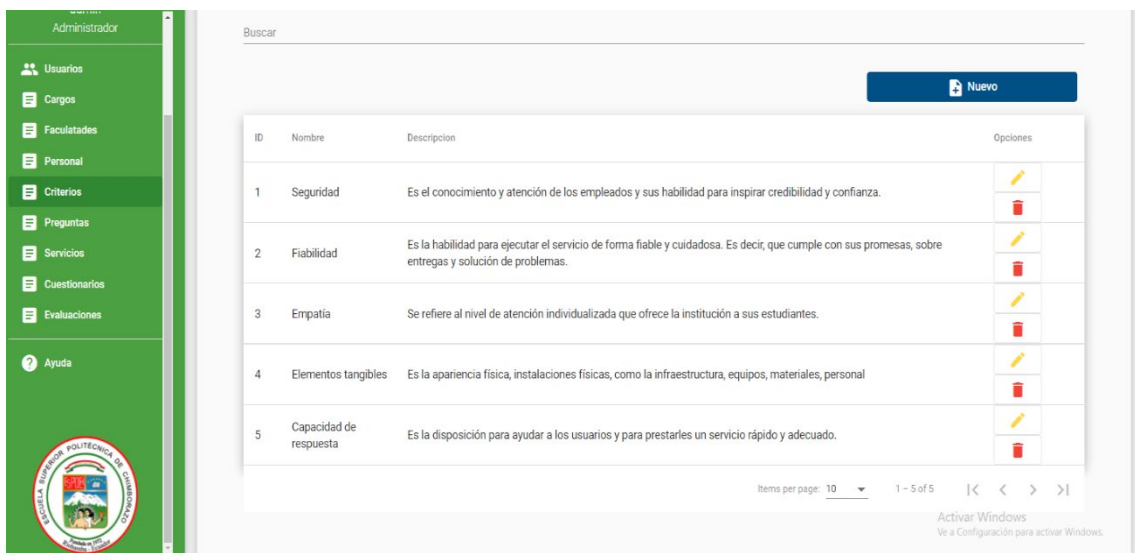 admin
Administrador
Usuarios
Cargos
Faculatades
Personal
Criterios
Preguntas
Servicios
Cuestionarios
Evaluaciones
Ayuda
ESCUELA SUPERIOR POLITÉCNICA DE CHIMBORAZO
Riobamba - Ecuador
Buscar
Nuevo
ID Nombre Descripcion Opciones
1 Seguridad Es el conocimiento y atención de los empleados y sus habilidad para inspirar credibilidad y confianza.
2 Fiabilidad Es la habilidad para ejecutar el servicio de forma fiable y cuidadosa. Es decir, que cumple con sus promesas, sobre
entregas y solución de problemas.
3 Empatía Se refiere al nivel de atención individualizada que ofrece la institución a sus estudiantes.
4 Elementos tangibles Es la apariencia física, instalaciones físicas, como la infraestructura, equipos, materiales, personal
5 Capacidad de
respuesta Es la disposición para ayudar a los usuarios y para prestarles un servicio rápido y adecuado.
Items per page: 10 1 – 5 of 5
Activar Windows
Ve a Configuración para activar Windows.